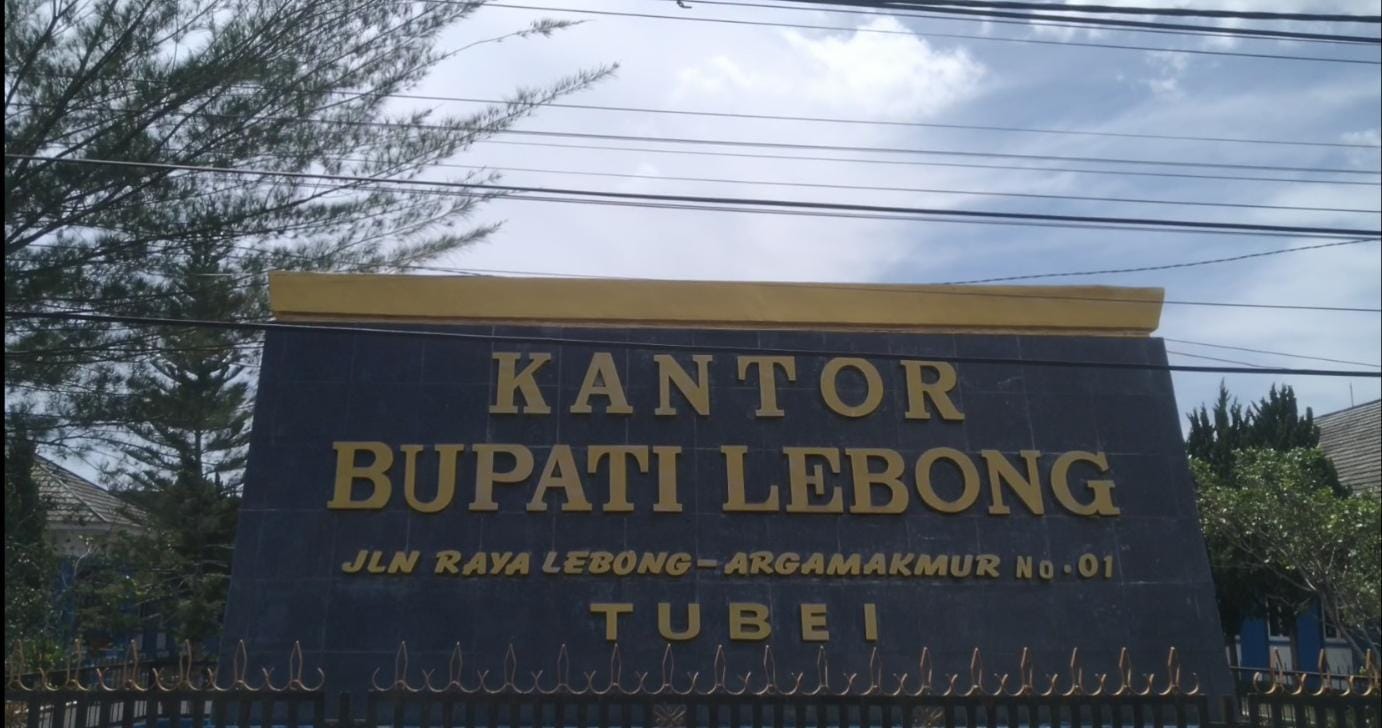 KANTOR
BUPATI LEBONG
JLN RAYA LEBONG - ARGAMAKMUR No. 01
TUBEI